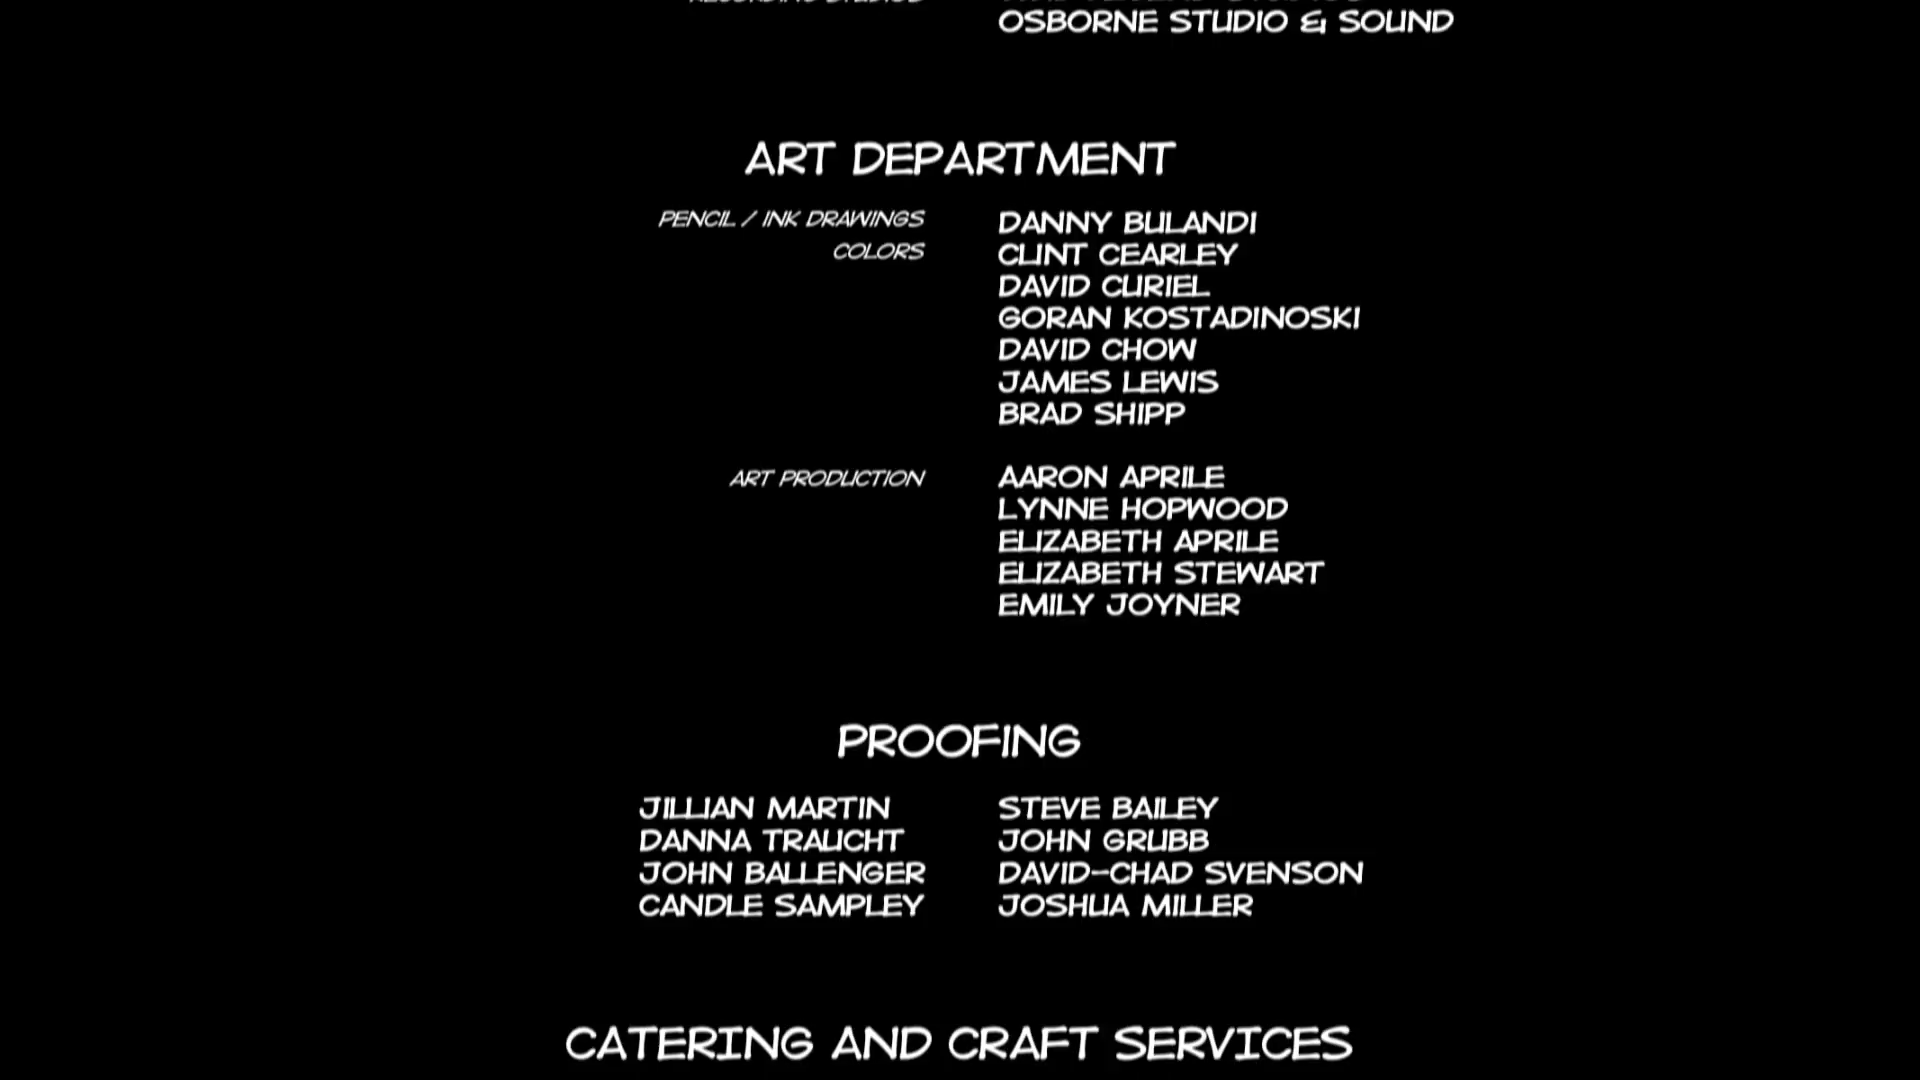 OSBORNE STUDIO & SOUND
ART DEPARTMENT
PENCIL / INK DRAWINGS DANNY BULANDI
COLORS CLINT CEARLEY
DAVID CURIEL
GORAN KOSTADINOSKI
DAVID CHOW
JAMES LEWIS
BRAD SHIPP
ART PRODUCTION AARON APRILE
LYNNE HOPWOOD
ELIZABETH APRILE
ELIZABETH STEWART
EMILY JOYNER
PROOFING
JILLIAN MARTIN STEVE BAILEY
DANNA TRAUCHT JOHN GRUBB
JOHN BALLENGER DAVID-CHAD SVENSON
CANDLE SAMPLEY JOSHUA MILLER
CATERING AND CRAFT SERVICES